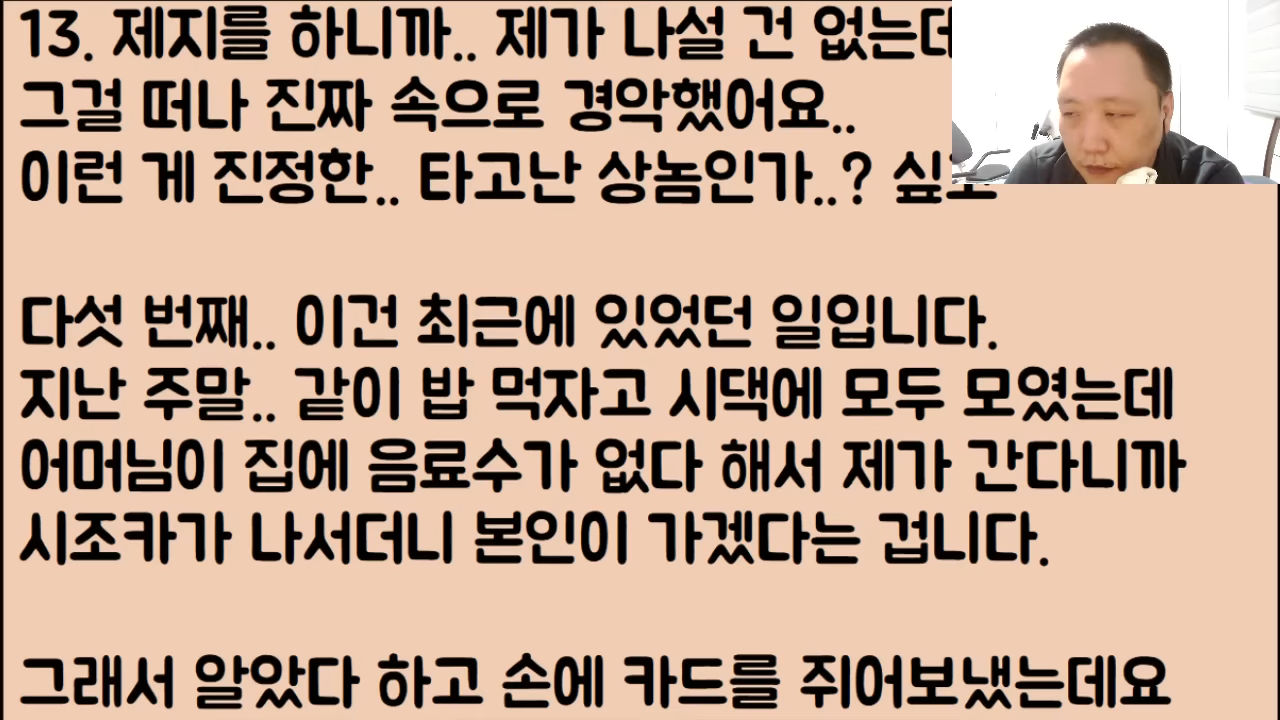 13. 제지를 하니까.. 제가 나설 건 없는데
그걸 떠나 진짜 속으로 경악했어요..
이런 게 진정한.. 타고난 상놈인가..? 싶고
다섯 번째.. 이건 최근에 있었던 일입니다.
지난 주말.. 같이 밥 먹자고 시댁에 모두 모였는데
어머님이 집에 음료수가 없다 해서 제가 간다니까
시조카가 나서더니 본인이 가겠다는 겁니다.
그래서 알았다 하고 손에 카드를 쥐어보냈는데요